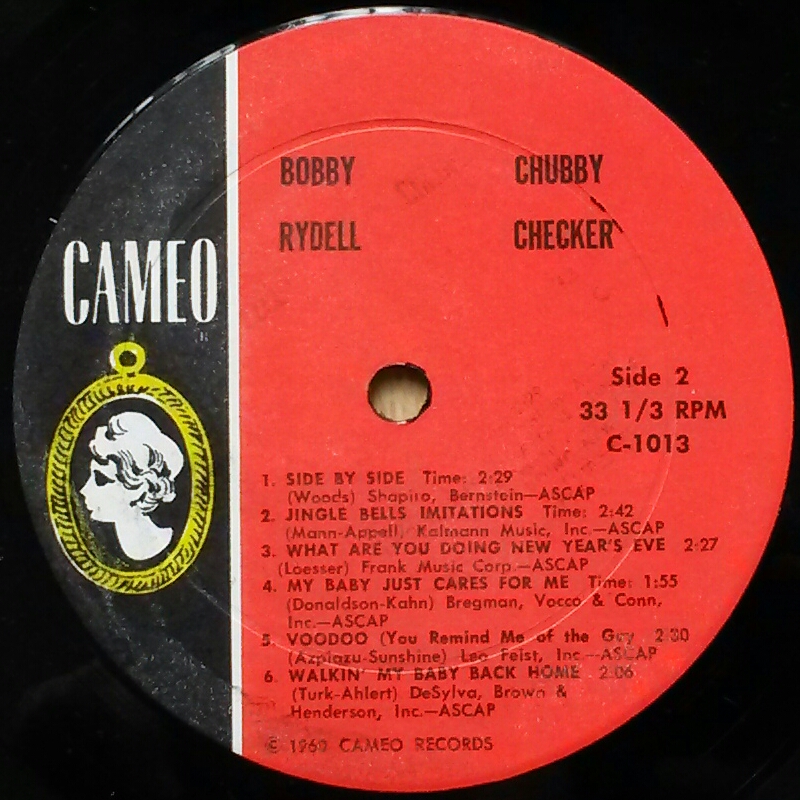 BOBBY CHUBBY
RYDELL CHECKER
CAMEO
Side 2
33 1/3 RPM
C-1013
1. SIDE BY SIDE Time: 2:29
(Woods) Shapiro, Bernstein—ASCAP
2. JINGLE BELLS IMITATIONS Time: 2:42
(Mann-Appell, Kalmann Music, Inc.—ASCAP
3. WHAT ARE YOU DOING NEW YEAR'S EVE 2:27
(Loesser) Frank Music Corp.—ASCAP
4. MY BABY JUST CARES FOR ME Time: 1:55
(Donaldson-Kahn) Bregman, Vocco & Conn,
Inc.—ASCAP
5. VOODOO (You Remind Me of the Guy 2:30
(Azpiazu-Sunshine) Leo Feist, Inc.—ASCAP
6. WALKIN' MY BABY BACK HOME 2:06
(Turk-Ahlert) DeSylva, Brown &
Henderson, Inc.—ASCAP
© CAMEO RECORDS